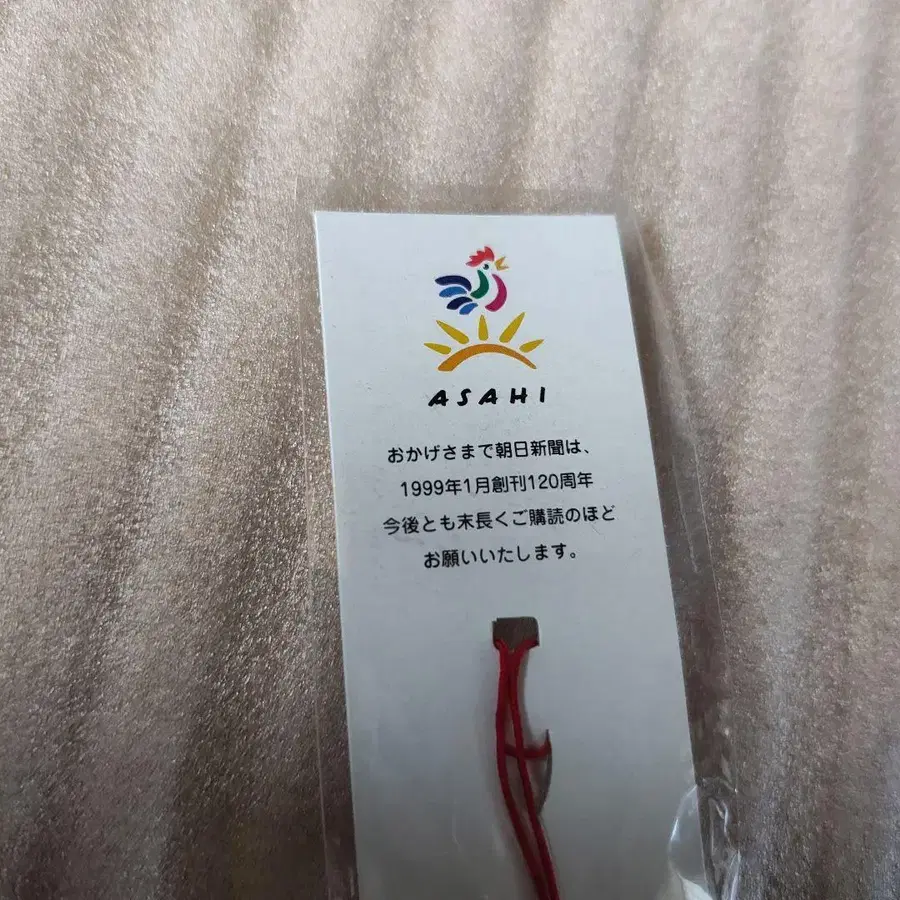 ASAHI
おかげさまで朝日新聞は、
1999年1月創刊120周年
今後とも末長くご購読のほど
お願いいたします。